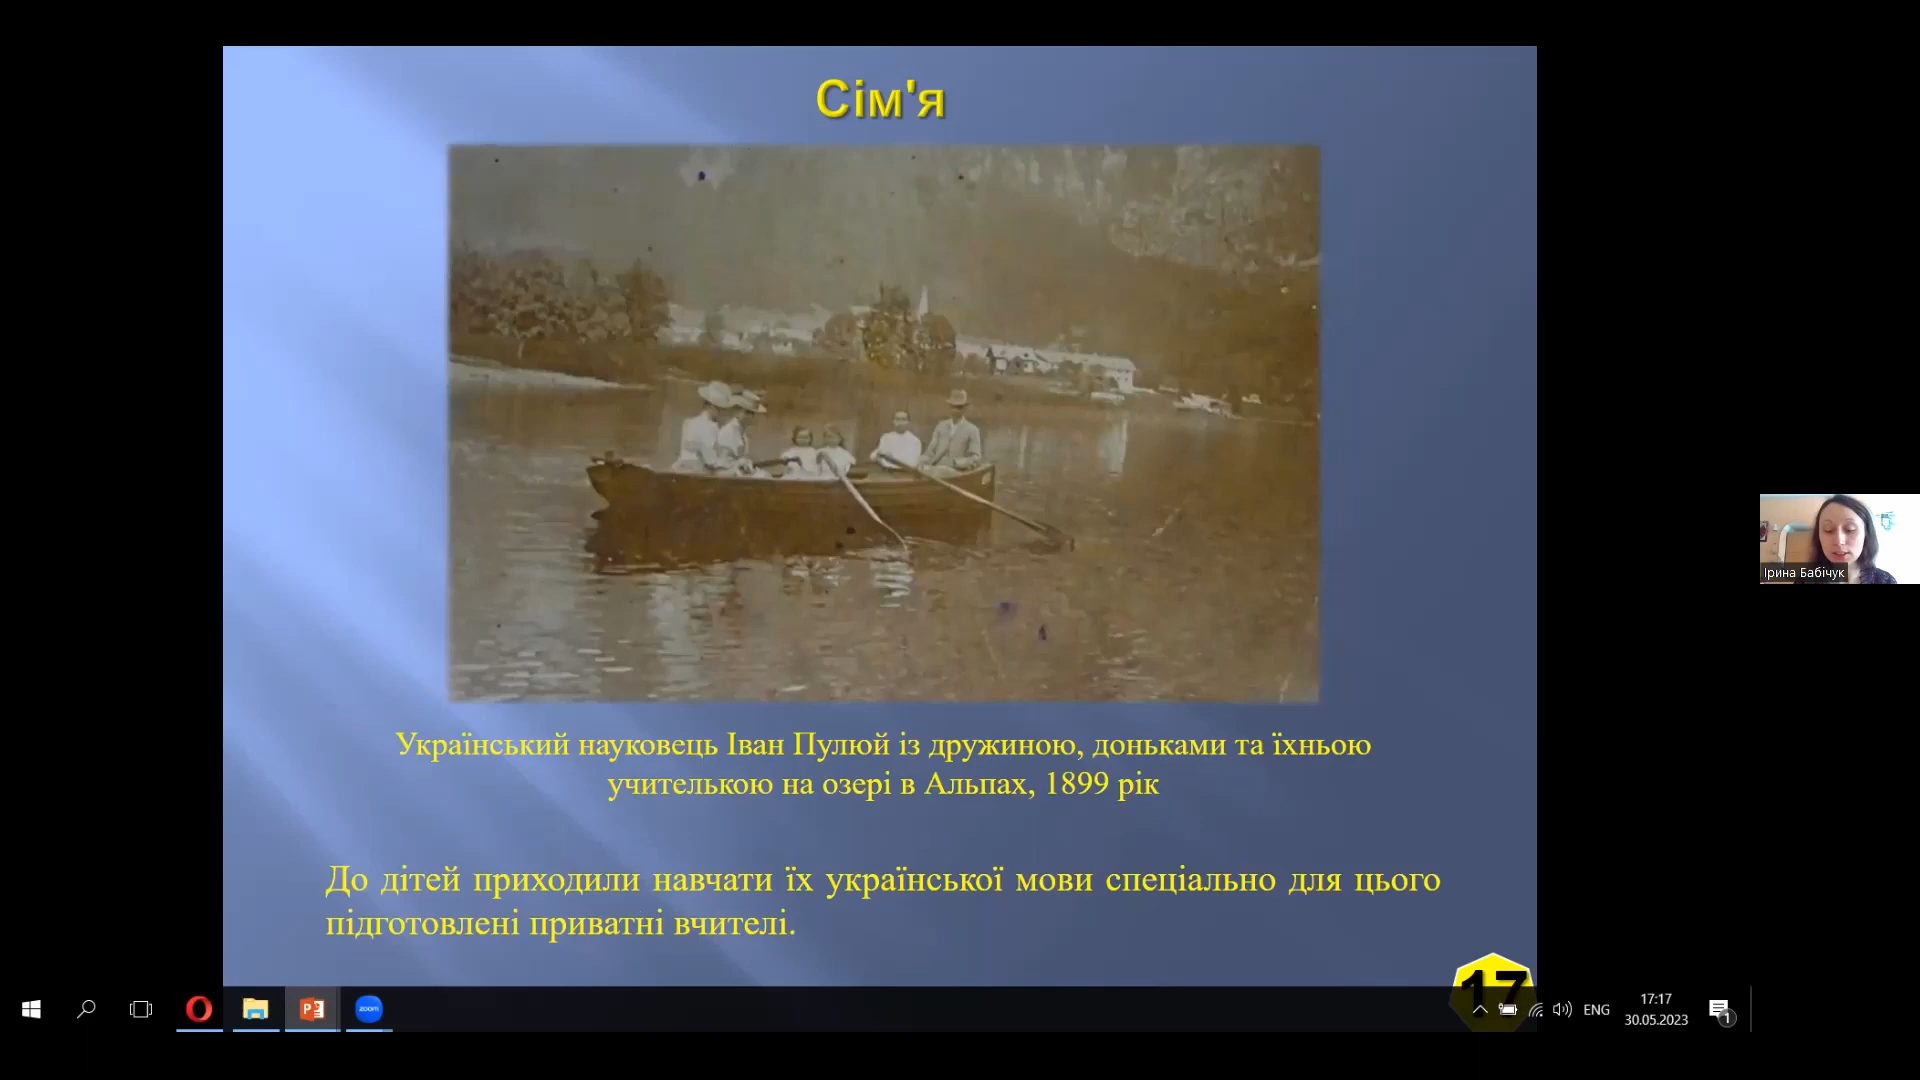 Сім'я
Український науковець Іван Пулюй із дружиною, доньками та їхньою
учителькою на озері в Альпах, 1899 рік
До дітей приходили навчати їх української мови спеціально для цього
підготовлені приватні вчителі.
Ірина Бабічук
17
zoom
ENG
17:17
30.05.2023
1